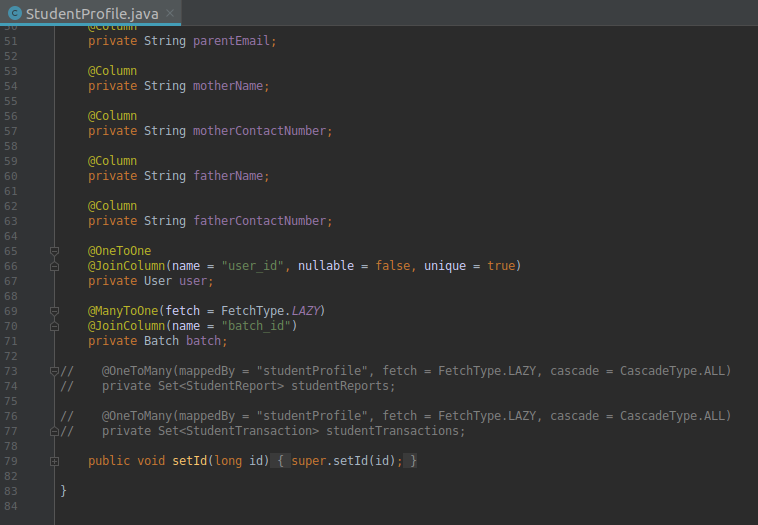 StudentProfile.java
50 @Column
51 private String parentEmail;
52
53 @Column
54 private String motherName;
55
56 @Column
57 private String motherContactNumber;
58
59 @Column
60 private String fatherName;
61
62 @Column
63 private String fatherContactNumber;
64
65 @OneToOne
66 @JoinColumn(name = "user_id", nullable = false, unique = true)
67 private User user;
68
69 @ManyToOne(fetch = FetchType.LAZY)
70 @JoinColumn(name = "batch_id")
71 private Batch batch;
72
73 // @OneToMany(mappedBy = "studentProfile", fetch = FetchType.LAZY, cascade = CascadeType.ALL)
74 // private Set<StudentReport> studentReports;
75
76 // @OneToMany(mappedBy = "studentProfile", fetch = FetchType.LAZY, cascade = CascadeType.ALL)
77 // private Set<StudentTransaction> studentTransactions;
78
79 public void setId(long id) { super.setId(id); }
82
83 }
84